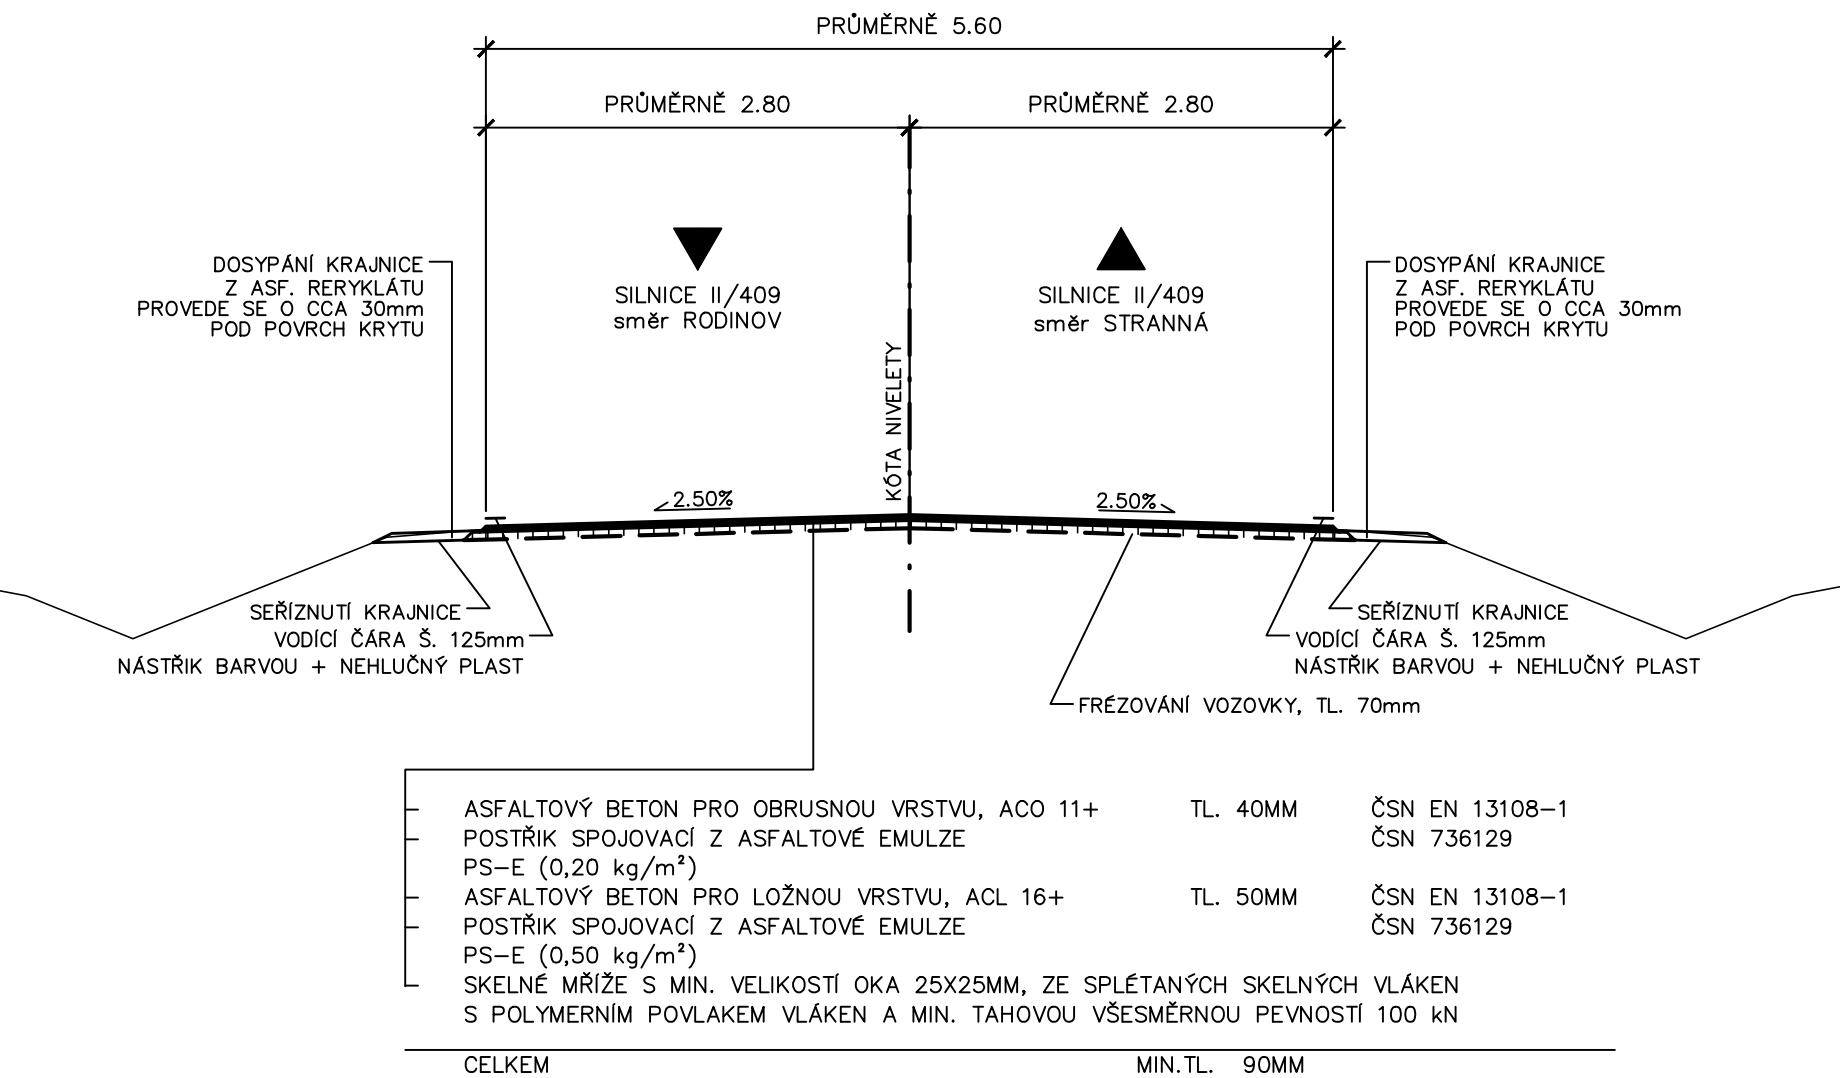 PRŮMĚRNĚ 5.60
PRŮMĚRNĚ 2.80
PRŮMĚRNĚ 2.80
DOSYPÁNÍ KRAJNICE
Z ASF. RERYKLÁTU
PROVEDE SE O CCA 30mm
POD POVRCH KRYTU
SILNICE II/409
směr RODINOV
SILNICE II/409
směr STRANNÁ
DOSYPÁNÍ KRAJNICE
Z ASF. RERYKLÁTU
PROVEDE SE O CCA 30mm
POD POVRCH KRYTU
KÓTA NIVELETY
2.50%
2.50%
SEŘÍZNUTÍ KRAJNICE
VODÍCÍ ČÁRA Š. 125mm
NÁSTŘIK BARVOU + NEHLUČNÝ PLAST
SEŘÍZNUTÍ KRAJNICE
VODÍCÍ ČÁRA Š. 125mm
NÁSTŘIK BARVOU + NEHLUČNÝ PLAST
FRÉZOVÁNÍ VOZOVKY, TL. 70mm
ASFALTOVÝ BETON PRO OBRUSNOU VRSTVU, ACO 11+ TL. 40MM ČSN EN 13108-1
POSTŘIK SPOJOVACÍ Z ASFALTOVÉ EMULZE ČSN 736129
PS-E (0,20 kg/m²)
ASFALTOVÝ BETON PRO LOŽNOU VRSTVU, ACL 16+ TL. 50MM ČSN EN 13108-1
POSTŘIK SPOJOVACÍ Z ASFALTOVÉ EMULZE ČSN 736129
PS-E (0,50 kg/m²)
SKELNÉ MŘÍŽE S MIN. VELIKOSTÍ OKA 25X25MM, ZE SPLÉTANÝCH SKELNÝCH VLÁKEN
S POLYMERNÍM POVLAKEM VLÁKEN A MIN. TAHOVOU VŠESMĚRNOU PEVNOSTÍ 100 kN
CELKEM MIN.TL. 90MM